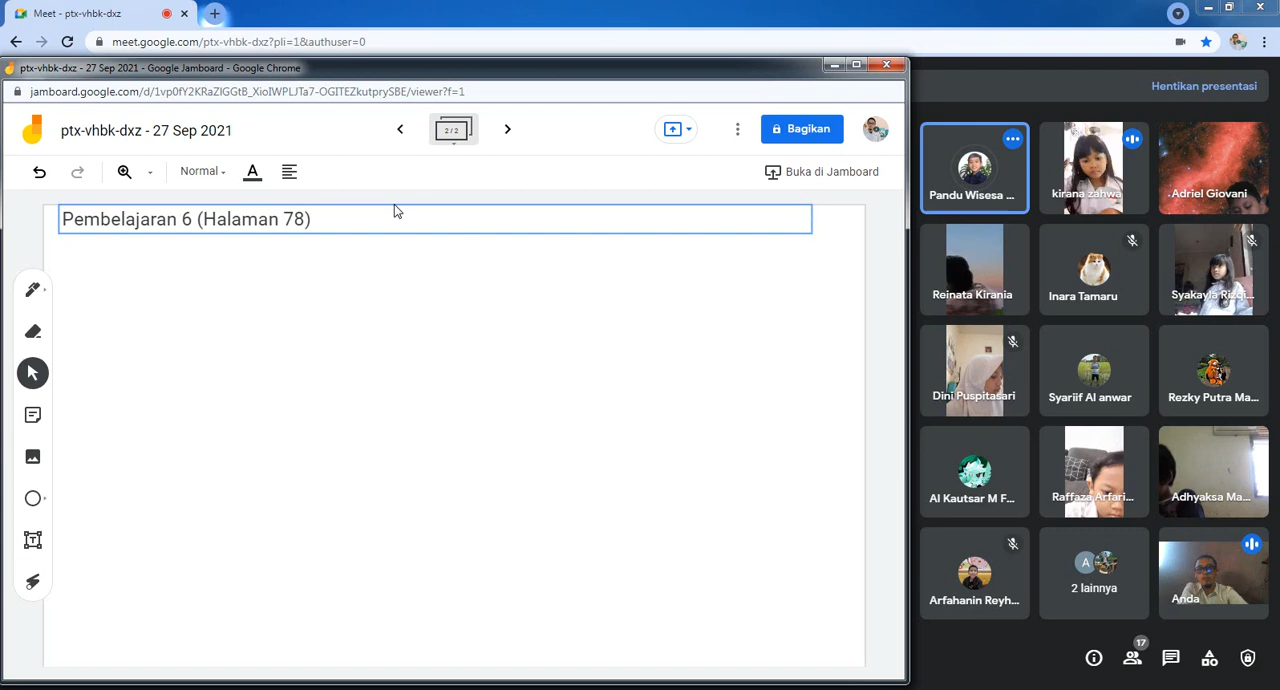 Meet - ptx-vhbk-dxz
meet.google.com/ptx-vhbk-dxz?pli=1&authuser=0
ptx-vhbk-dxz - 27 Sep 2021 - Google Jamboard - Google Chrome
jamboard.google.com/d/1vp0fY2KRaZlGGtB_XioIWPLJTa7-OGITEZkutprySBE/viewer?f=1
ptx-vhbk-dxz - 27 Sep 2021
2 / 2
Bagikan
Normal
Buka di Jamboard
Pembelajaran 6 (Halaman 78)
Hentikan presentasi
Pandu Wisesa ...
kirana zahwa
Adriel Giovani
Reinata Kirania
Inara Tamaru
Syakayla Rizqi...
Dini Puspitasari
Syariif Al anwar
Rezky Putra Ma...
Al Kautsar M F...
Raffaza Arfari...
Adhyaksa Ma...
Arfahanin Reyh...
A
2 lainnya
Anda
17